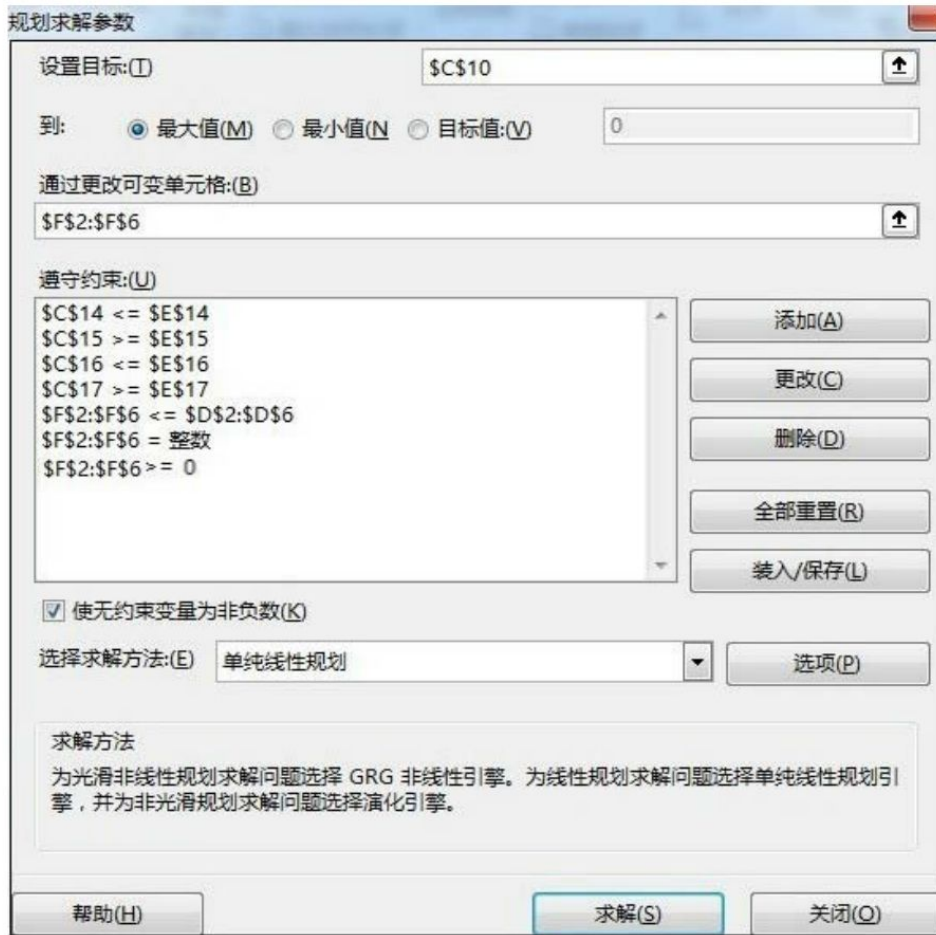 规划求解参数
设置目标:(T) $C$10
到: 最大值(M) 最小值(N 目标值:(V) 0
通过更改可变单元格:(B)
$F$2:$F$6
遵守约束:(U)
$C$14 <= $E$14
$C$15 >= $E$15
$C$16 <= $E$16
$C$17 >= $E$17
$F$2:$F$6 <= $D$2:$D$6
$F$2:$F$6 = 整数
$F$2:$F$6>= 0
添加(A)
更改(C)
删除(D)
全部重置(R)
装入/保存(L)
使无约束变量为非负数(K)
选择求解方法:(E) 单纯线性规划 选项(P)
求解方法
为光滑非线性规划求解问题选择 GRG 非线性引擎。为线性规划求解问题选择单纯线性规划引
擎，并为非光滑规划求解问题选择演化引擎。
帮助(H) 求解(S) 关闭(O)